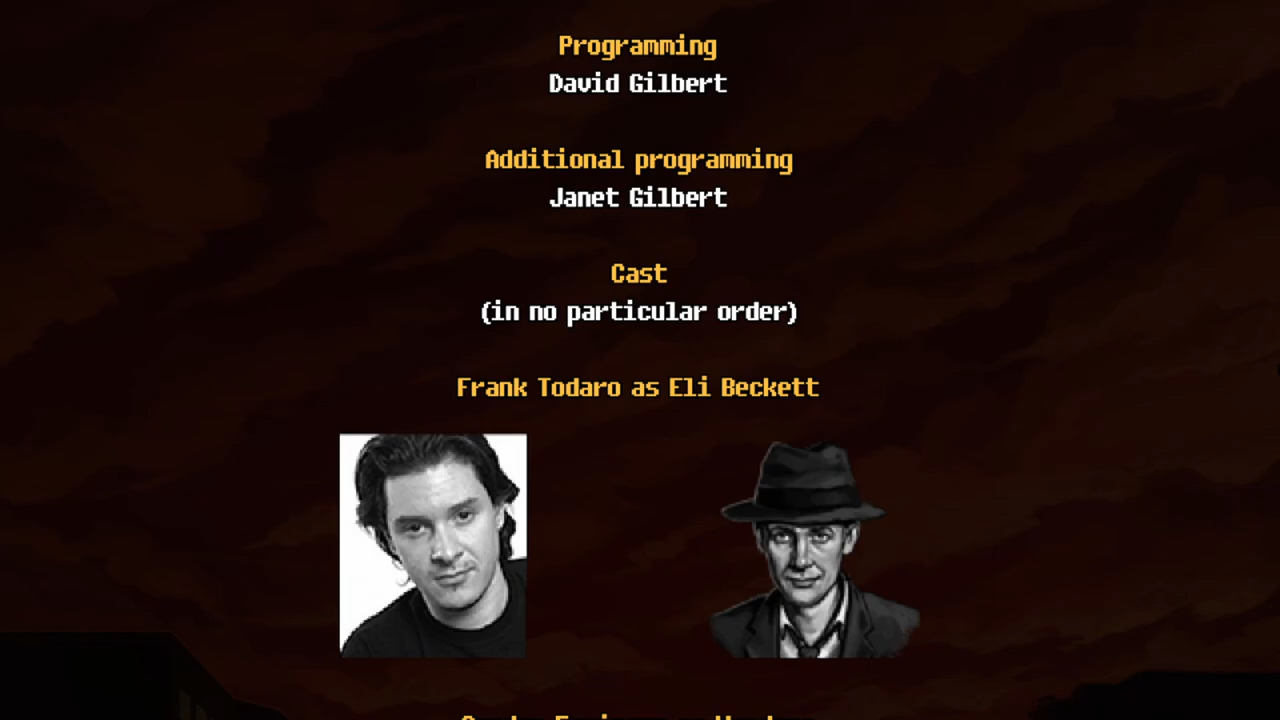 Programming
David Gilbert
Additional programming
Janet Gilbert
Cast
(in no particular order)
Frank Todaro as Eli Beckett